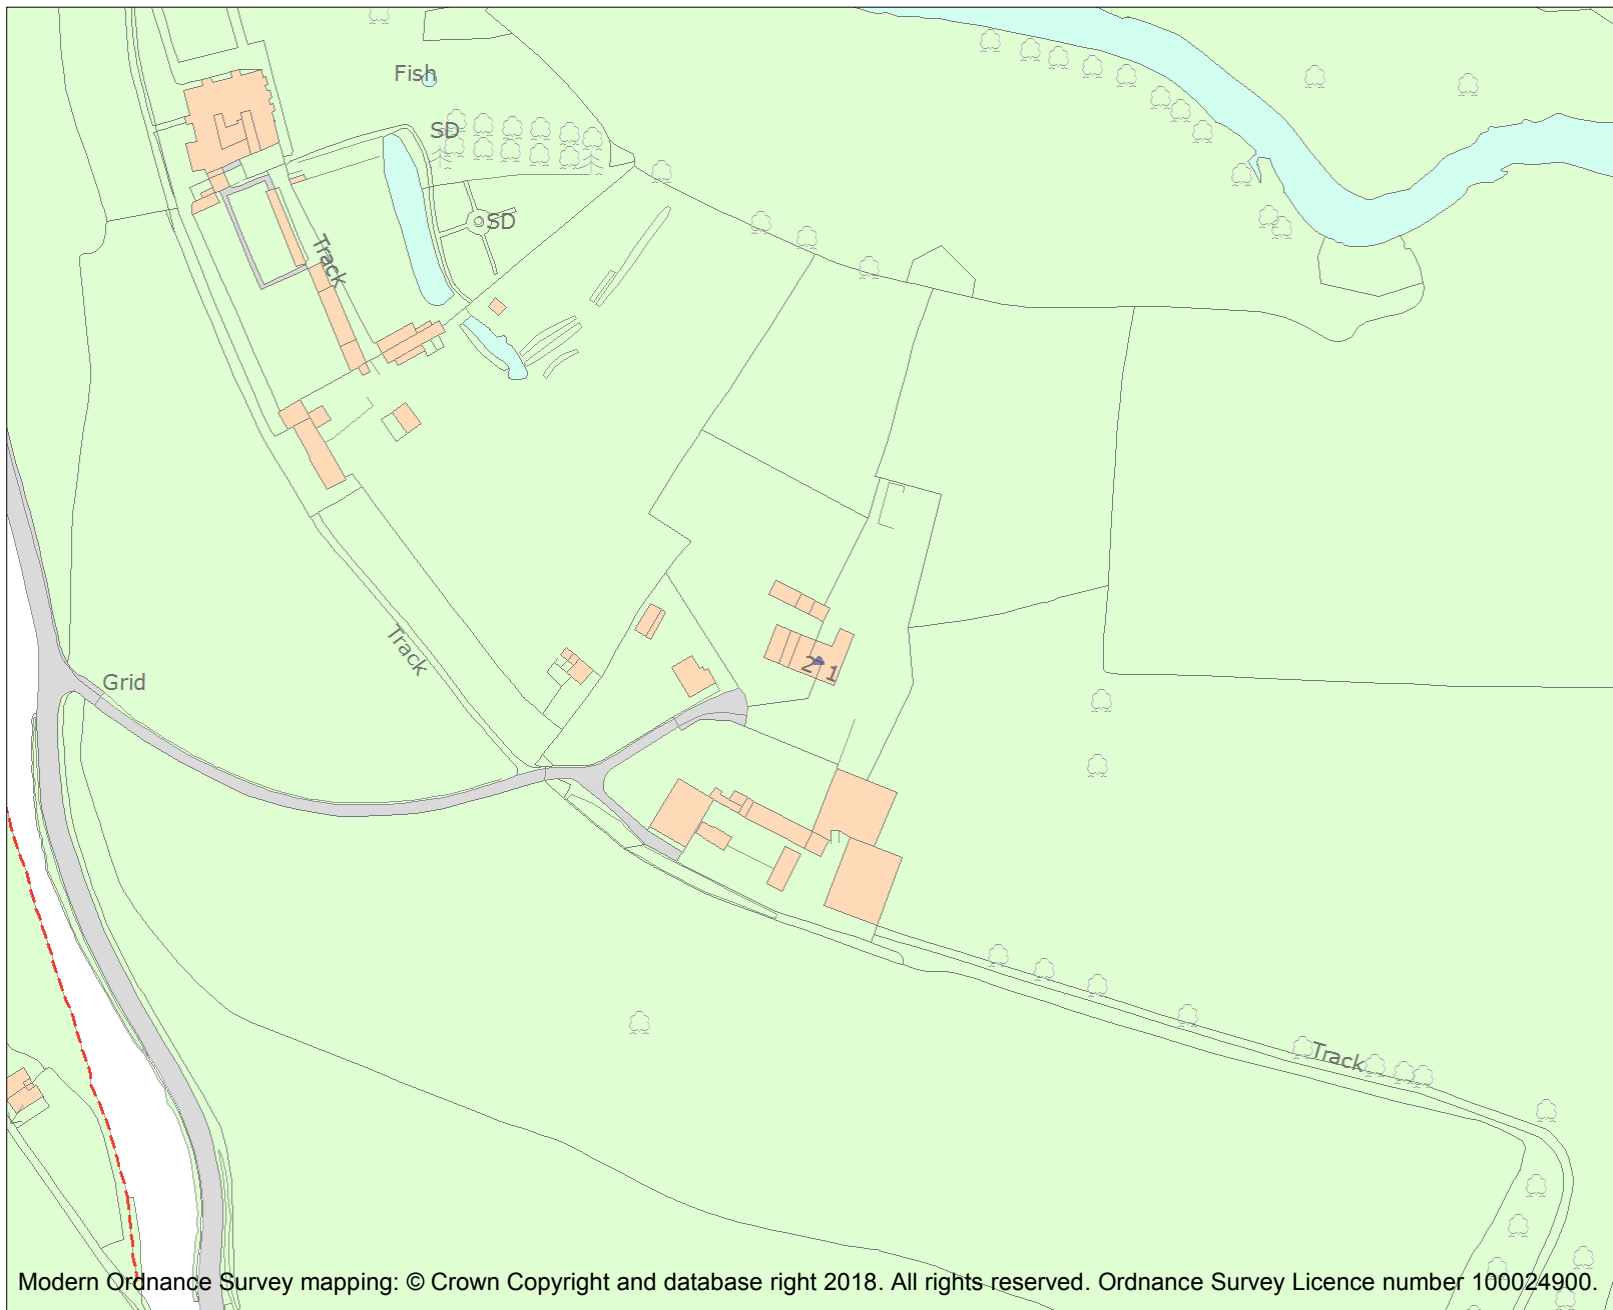 Fish
SD
SD
Track
Track
Grid
2 1
Track
Modern Ordnance Survey mapping: © Crown Copyright and database right 2018. All rights reserved. Ordnance Survey Licence number 100024900.